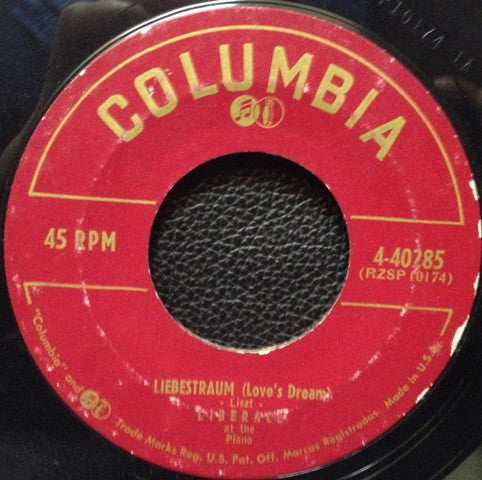 COLUMBIA
45 RPM
4-40285
(RZSP 10174)
LIEBESTRAUM (Love's Dream)
Liszt
LIBERACE
at the
Piano
"Columbia" and
Trade Marks Reg. U.S. Pat. Off. Marcas Registradas. Made in U.S.A.